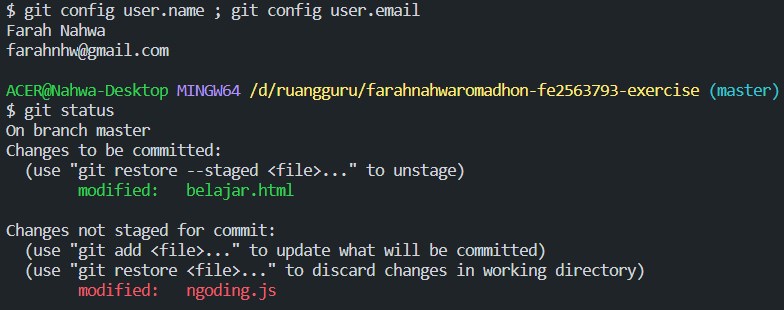 $ git config user.name ; git config user.email
Farah Nahwa
farahnhw@gmail.com
ACER@Nahwa-Desktop MINGW64 /d/ruangguru/farahnahwaromadhon-fe2563793-exercise (master)
$ git status
On branch master
Changes to be committed:
  (use "git restore --staged <file>..." to unstage)
        modified:   belajar.html
Changes not staged for commit:
  (use "git add <file>..." to update what will be committed)
  (use "git restore <file>..." to discard changes in working directory)
        modified:   ngoding.js